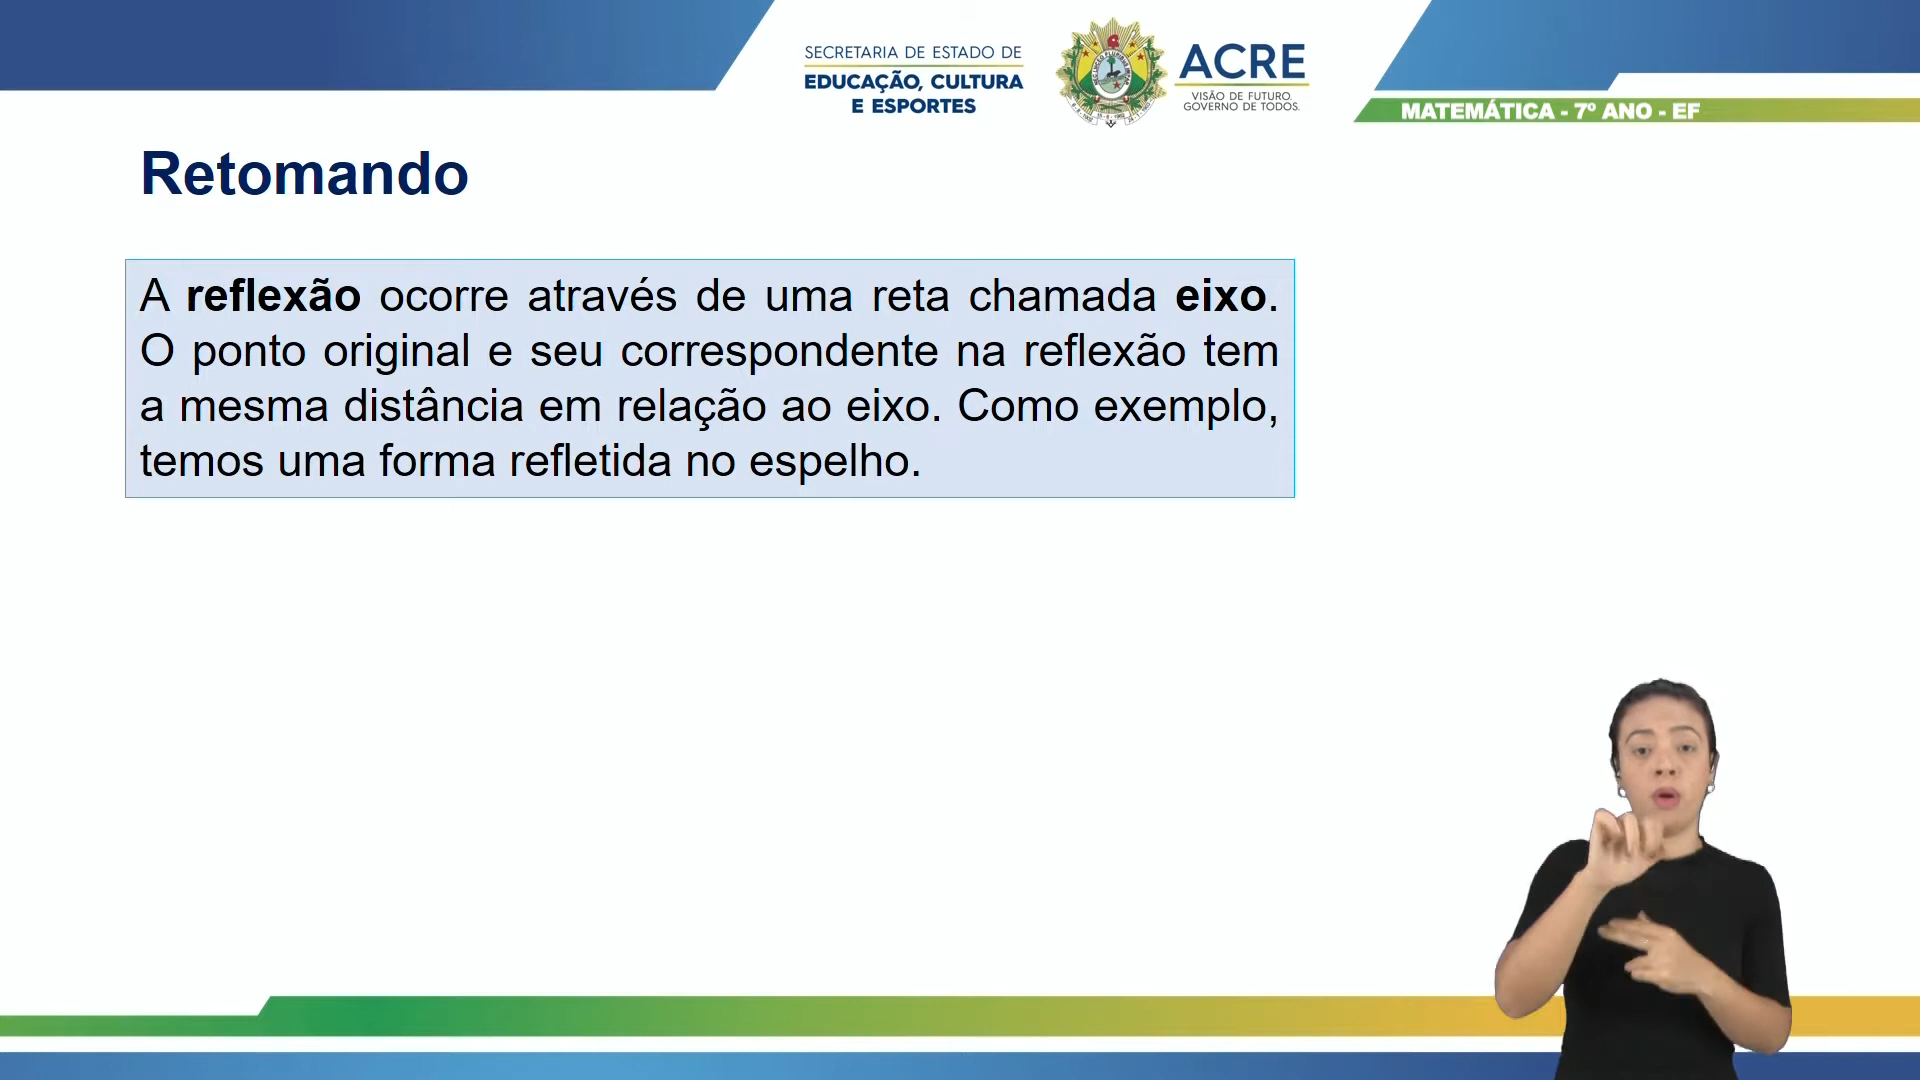 SECRETARIA DE ESTADO DE
EDUCAÇÃO, CULTURA
E ESPORTES
ACRE
VISÃO DE FUTURO.
GOVERNO DE TODOS.
MATEMÁTICA - 7º ANO - EF
Retomando
A reflexão ocorre através de uma reta chamada eixo.
O ponto original e seu correspondente na reflexão tem
a mesma distância em relação ao eixo. Como exemplo,
temos uma forma refletida no espelho.